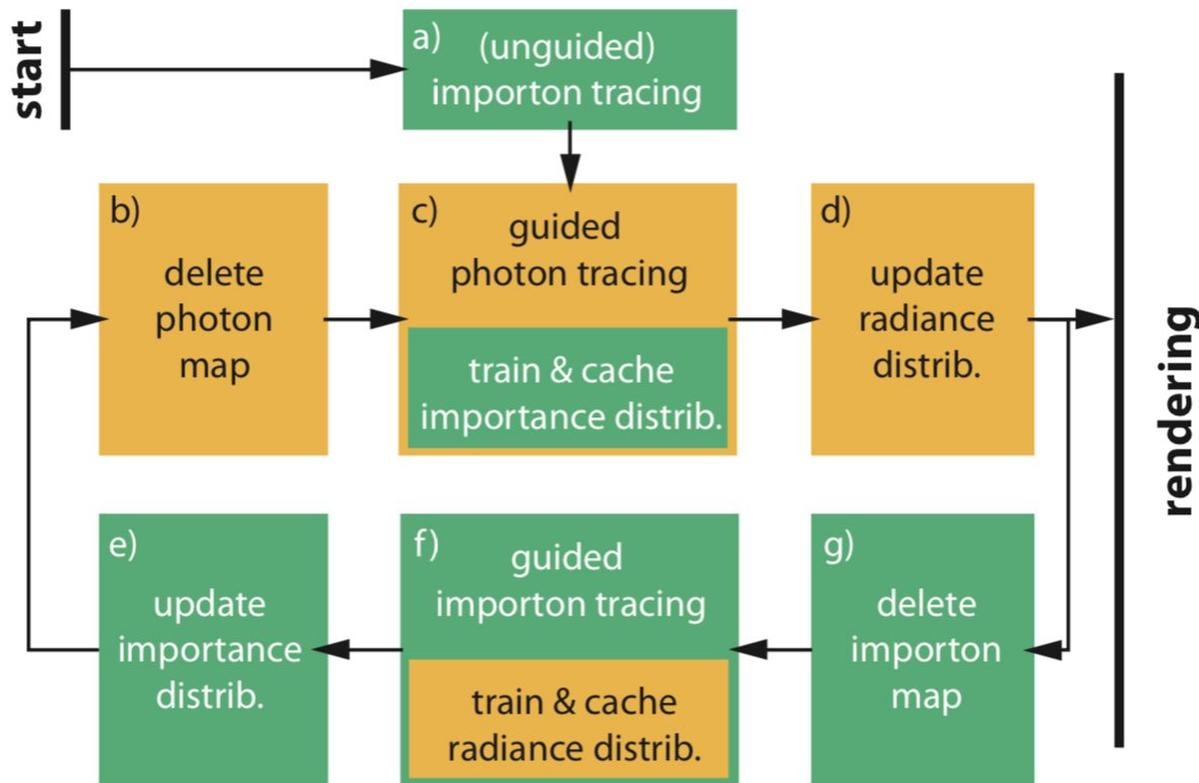 start
a) (unguided)
importon tracing
b)
delete
photon
map
c)
guided
photon tracing
train & cache
importance distrib.
d)
update
radiance
distrib.
rendering
e)
update
importance
distrib.
f)
guided
importon tracing
train & cache
radiance distrib.
g)
delete
importon
map